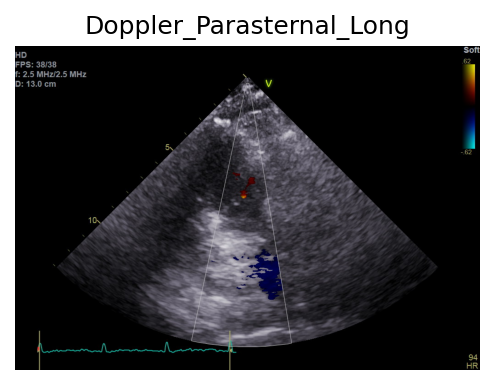 Doppler_Parasternal_Long
HD
FPS: 38/38
f: 2.5 MHz/2.5 MHz
D: 13.0 cm
V
Soft
.62
-.62
5
10
94
HR